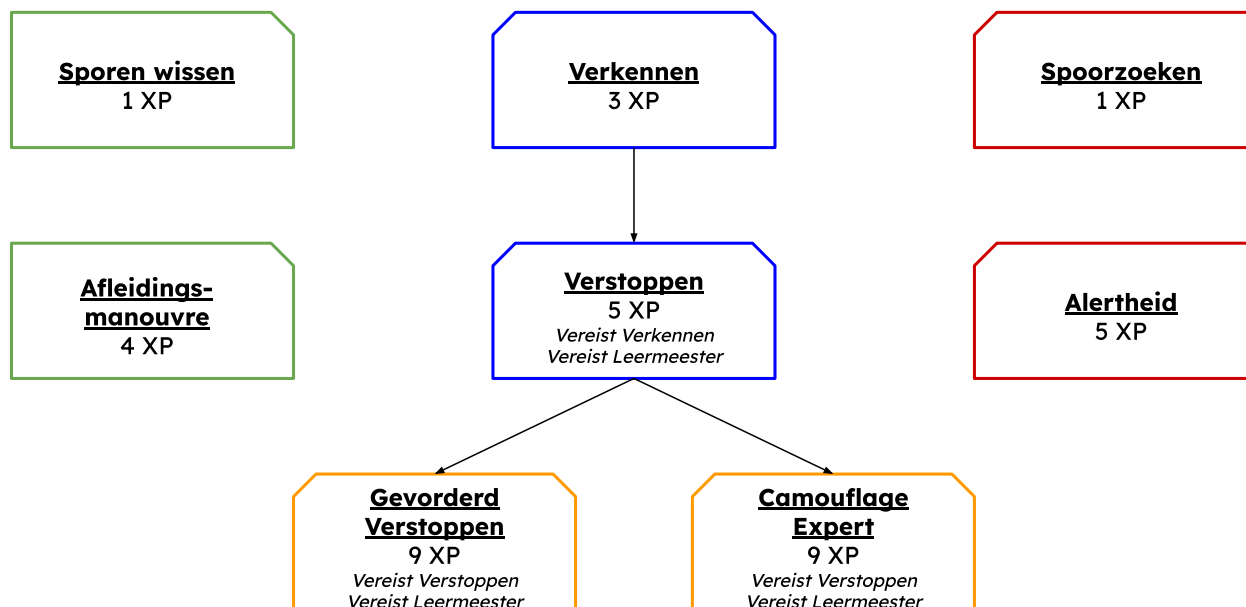 Sporen wissen
1 XP
Verkennen
3 XP
Spoorzoeken
1 XP
Afleidings-
manouvre
4 XP
Verstoppen
5 XP
Vereist Verkennen
Vereist Leermeester
Alertheid
5 XP
Gevorderd
Verstoppen
9 XP
Vereist Verstoppen
Vereist Leermeester
Camouflage
Expert
9 XP
Vereist Verstoppen
Vereist Leermeester